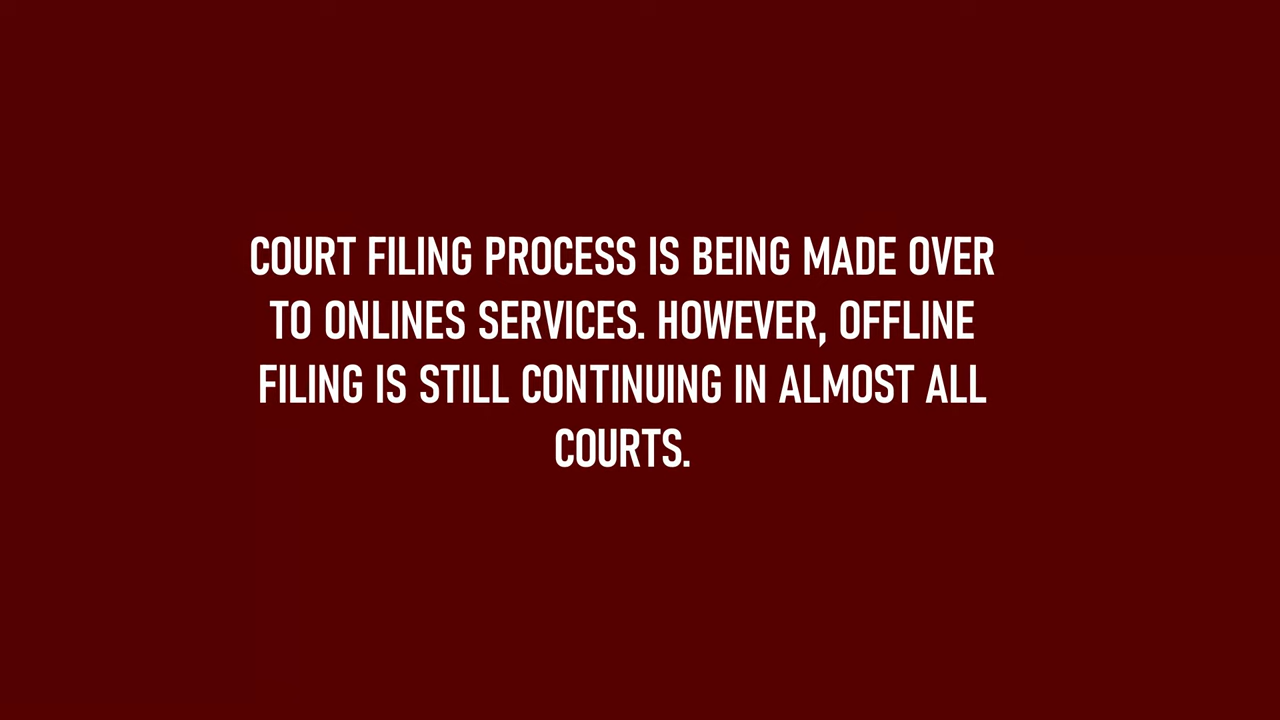 COURT FILING PROCESS IS BEING MADE OVER
TO ONLINES SERVICES. HOWEVER, OFFLINE
FILING IS STILL CONTINUING IN ALMOST ALL
COURTS.